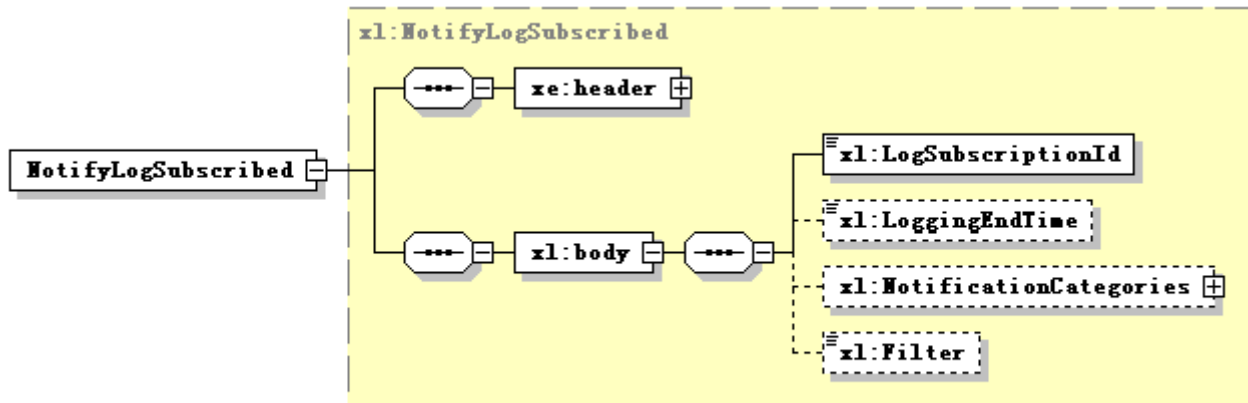 xl:NotifyLogSubscribed
xe:header
NotifyLogSubscribed
xl:LogSubscriptionId
xl:LoggingEndTime
xl:body
xl:NotificationCategories
xl:Filter